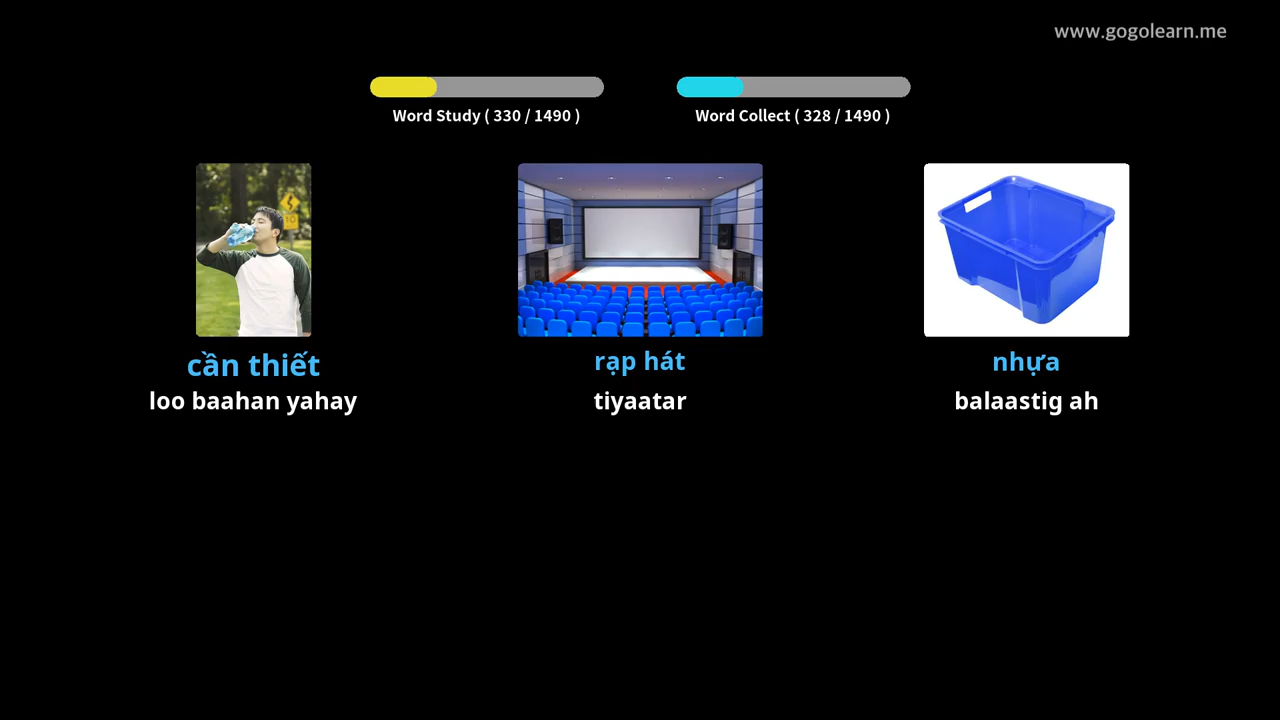 www.gogolearn.me
Word Study ( 330 / 1490 )
Word Collect ( 328 / 1490 )
cần thiết
loo baahan yahay
rạp hát
tiyaatar
nhựa
balaastig ah